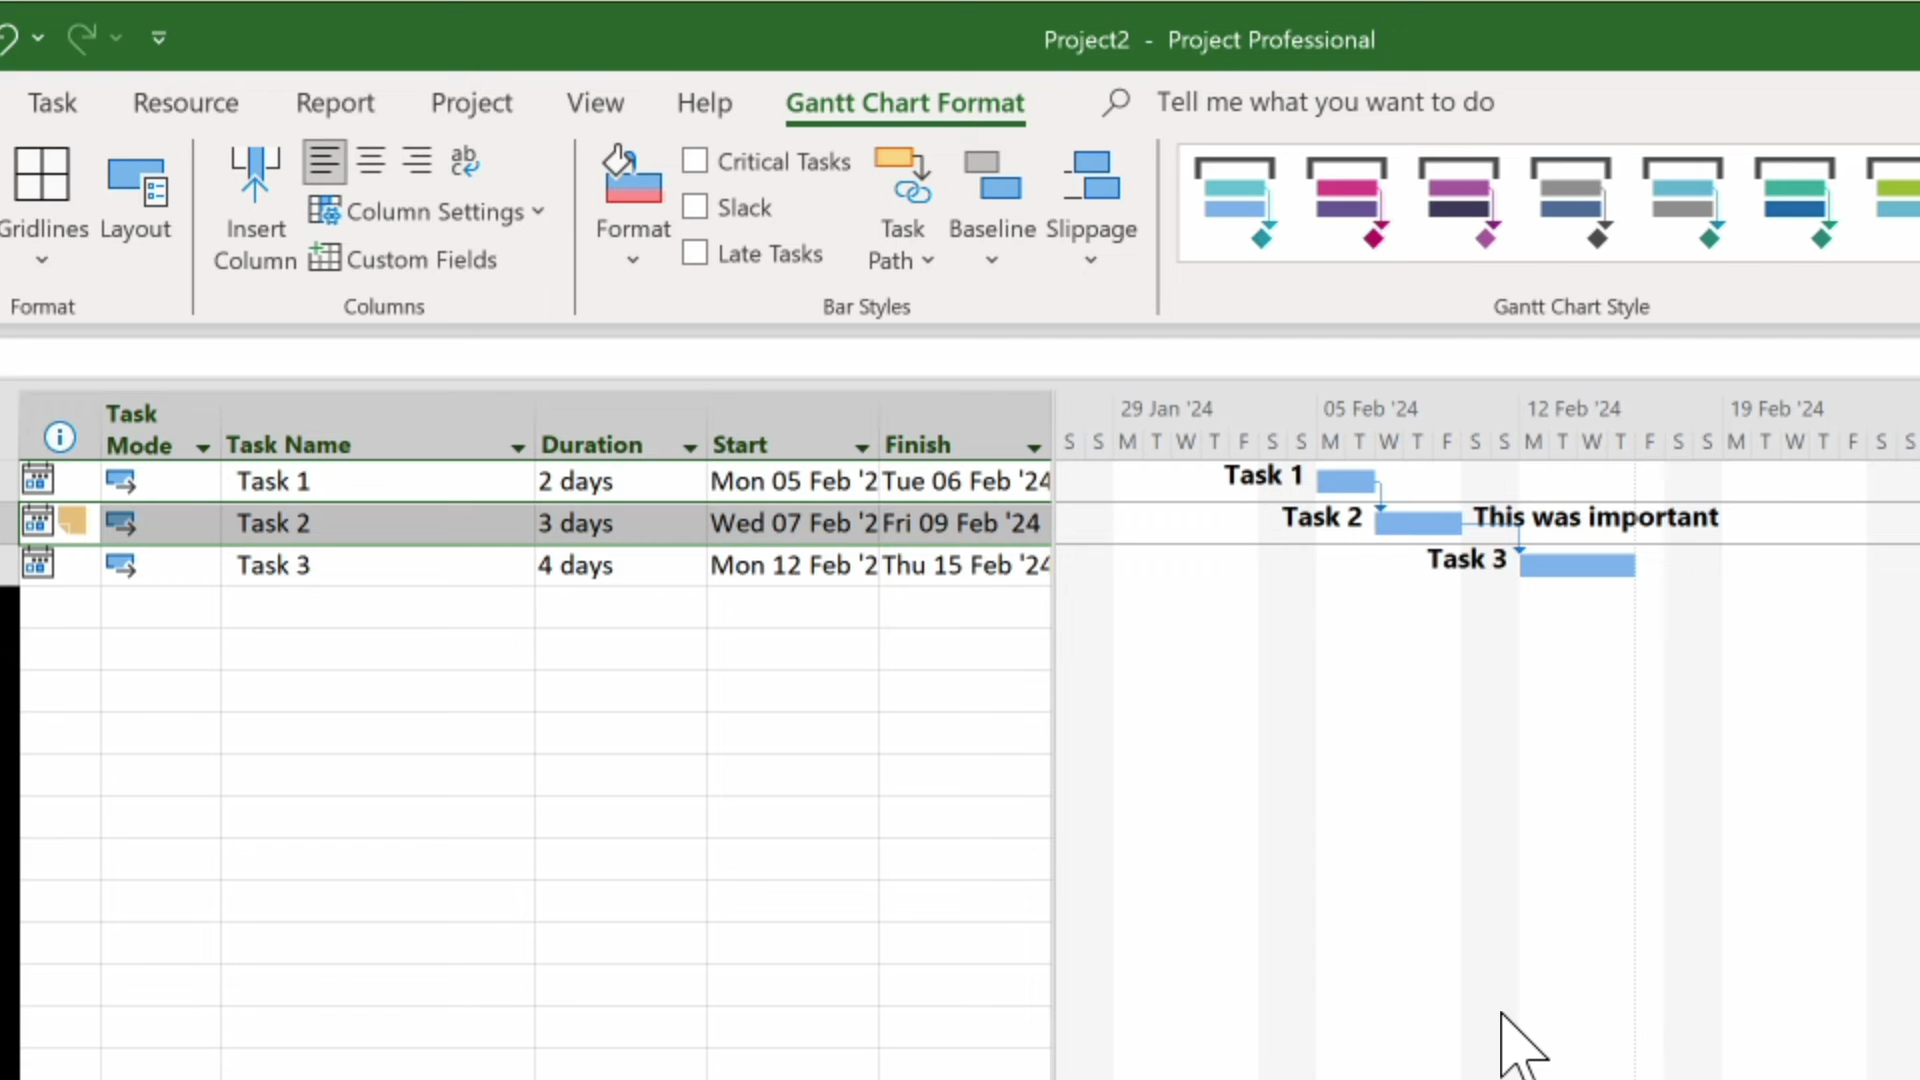 Project2 - Project Professional
Task Resource Report Project View Help Gantt Chart Format Tell me what you want to do
Gridlines
Layout
Format
Insert
Column
ab
Column Settings
Custom Fields
Columns
Format
Critical Tasks
Slack
Late Tasks
Task
Path
Baseline
Slippage
Bar Styles
Gantt Chart Style
Task
Mode
Task Name
Duration
Start
Finish
29 Jan '24 05 Feb '24 12 Feb '24 19 Feb '24
S S M T W T F S S M T W T F S S M T W T F S S M T W T F S S
Task 1 2 days Mon 05 Feb '2 Tue 06 Feb '24
Task 1
Task 2 3 days Wed 07 Feb '2 Fri 09 Feb '24
Task 2 This was important
Task 3 4 days Mon 12 Feb '2 Thu 15 Feb '24
Task 3